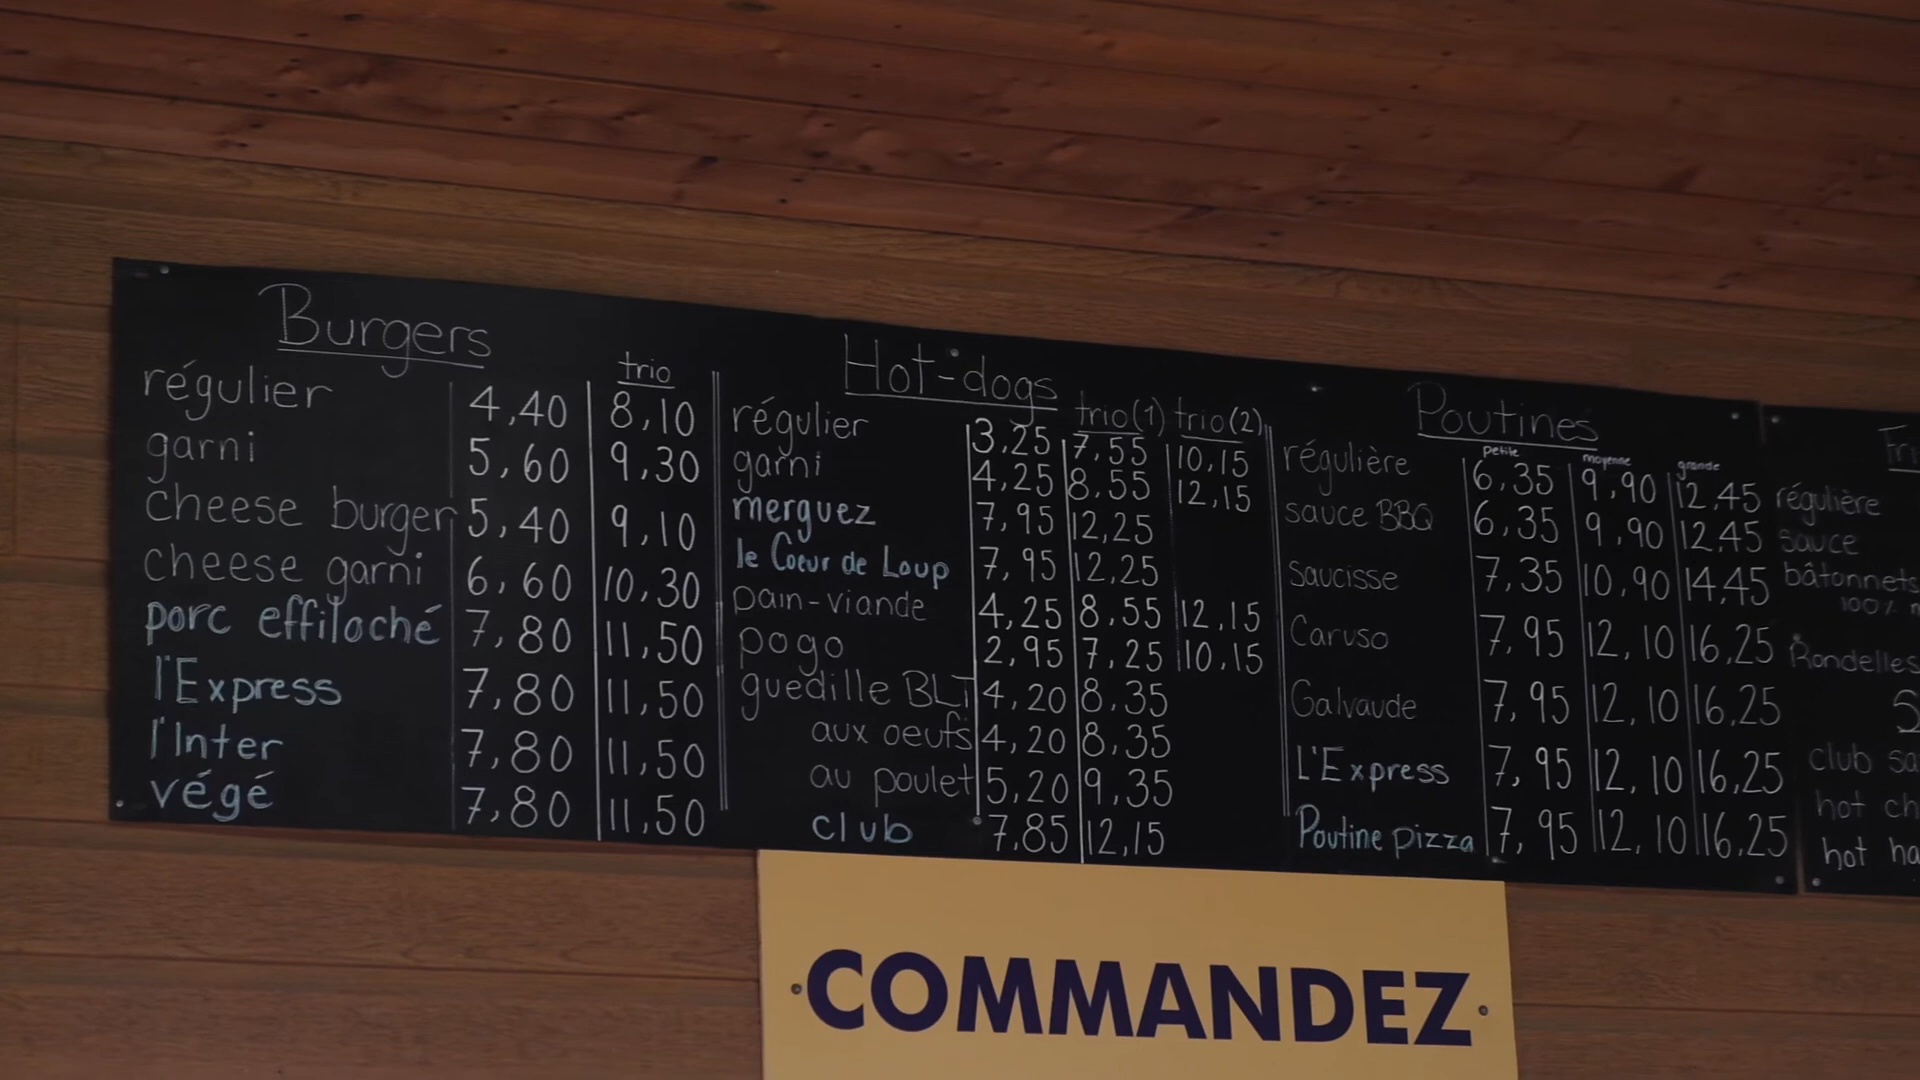 Burgers
trio
régulier 4,40 8,10
garni 5,60 9,30
cheese burger 5,40 9,10
cheese garni 6,60 10,30
porc effiloché 7,80 11,50
l'Express 7,80 11,50
l'Inter 7,80 11,50
végé 7,80 11,50
Hot-dogs
trio(1) trio(2)
régulier 3,25 7,55 10,15
garni 4,25 8,55 12,15
merguez 7,95 12,25
le Coeur de Loup 7,95 12,25
pain-viande 4,25 8,55 12,15
pogo 2,95 7,25 10,15
guedille BLT 4,20 8,35
aux oeufs 4,20 8,35
au poulet 5,20 9,35
club 7,85 12,15
Poutines
petite moyenne grande
régulière 6,35 9,90 12,45
sauce BBQ 6,35 9,90 12,45
saucisse 7,35 10,90 14,45
Caruso 7,95 12,10 16,25
Galvaude 7,95 12,10 16,25
L'Express 7,95 12,10 16,25
Poutine pizza 7,95 12,10 16,25
régulière
sauce
bâtonnets
100%
Rondelles
club
hot
hot
COMMANDEZ